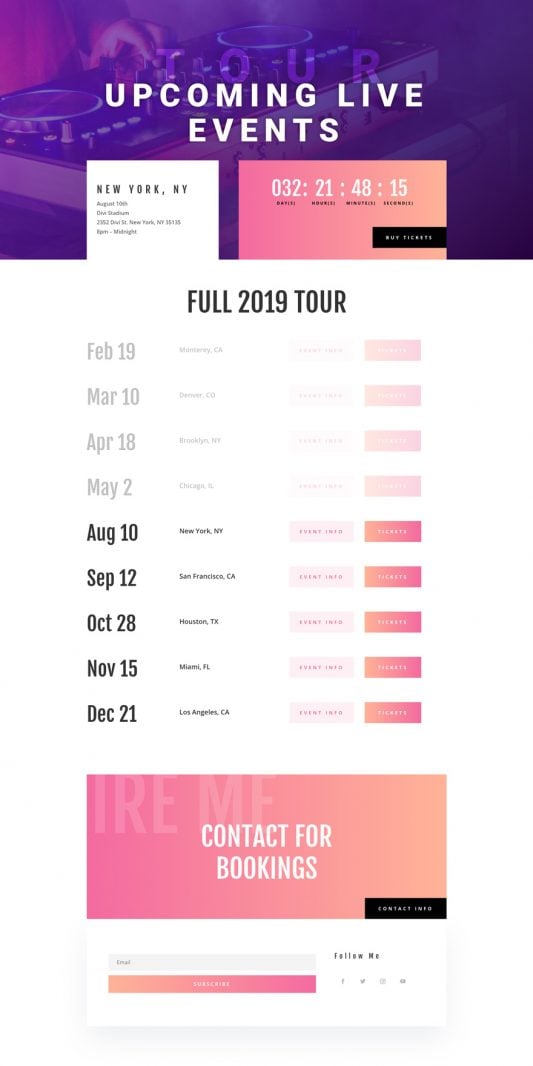 TOUR
UPCOMING LIVE
EVENTS
NEW YORK, NY
August 10th
Divi Stadium
2352 Divi St. New York, NY 35135
8pm – Midnight
032: 21 : 48 : 15
DAY(S) HOUR(S) MINUTE(S) SECOND(S)
BUY TICKETS
FULL 2019 TOUR
Feb 19 Monterey, CA EVENT INFO TICKETS
Mar 10 Denver, CO EVENT INFO TICKETS
Apr 18 Brooklyn, NY EVENT INFO TICKETS
May 2 Chicago, IL EVENT INFO TICKETS
Aug 10 New York, NY EVENT INFO TICKETS
Sep 12 San Francisco, CA EVENT INFO TICKETS
Oct 28 Houston, TX EVENT INFO TICKETS
Nov 15 Miami, FL EVENT INFO TICKETS
Dec 21 Los Angeles, CA EVENT INFO TICKETS
IRE ME
CONTACT FOR
BOOKINGS
CONTACT INFO
Follow Me
Email
SUBSCRIBE